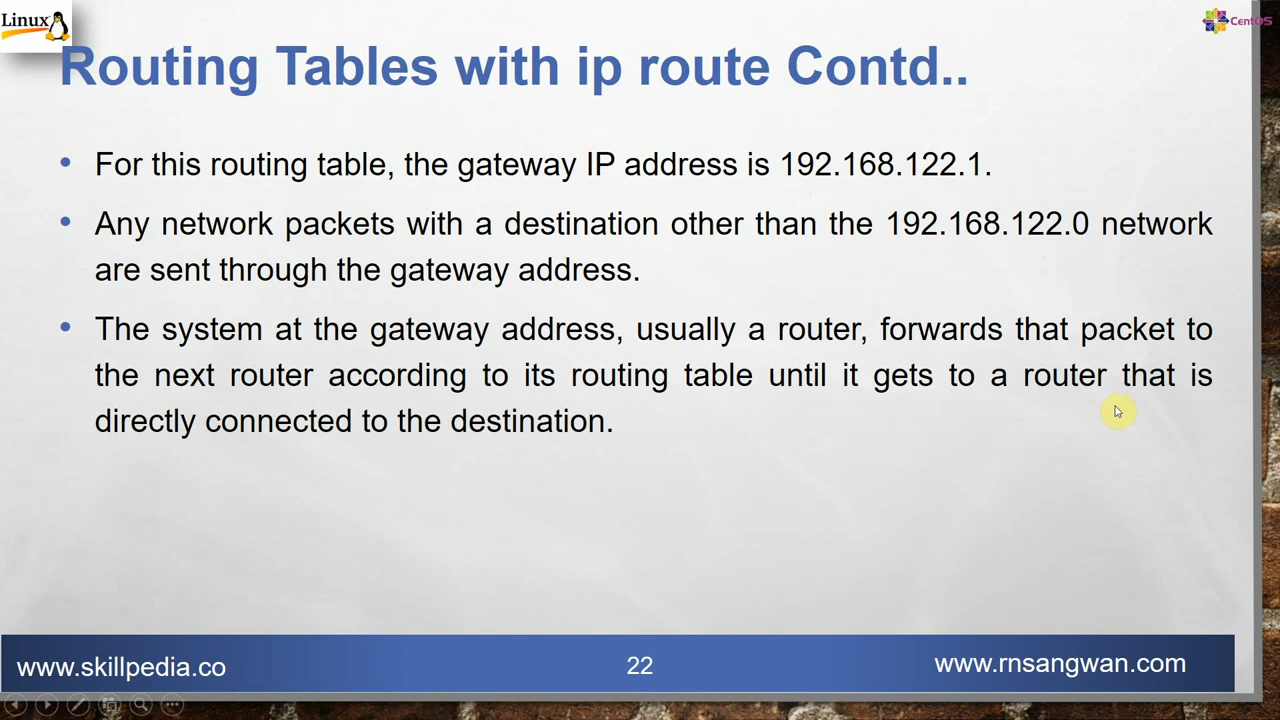 Linux
CentOS
Routing Tables with ip route Contd..
• For this routing table, the gateway IP address is 192.168.122.1.
• Any network packets with a destination other than the 192.168.122.0 network
are sent through the gateway address.
• The system at the gateway address, usually a router, forwards that packet to
the next router according to its routing table until it gets to a router that is
directly connected to the destination.
www.skillpedia.co
22
www.rnsangwan.com